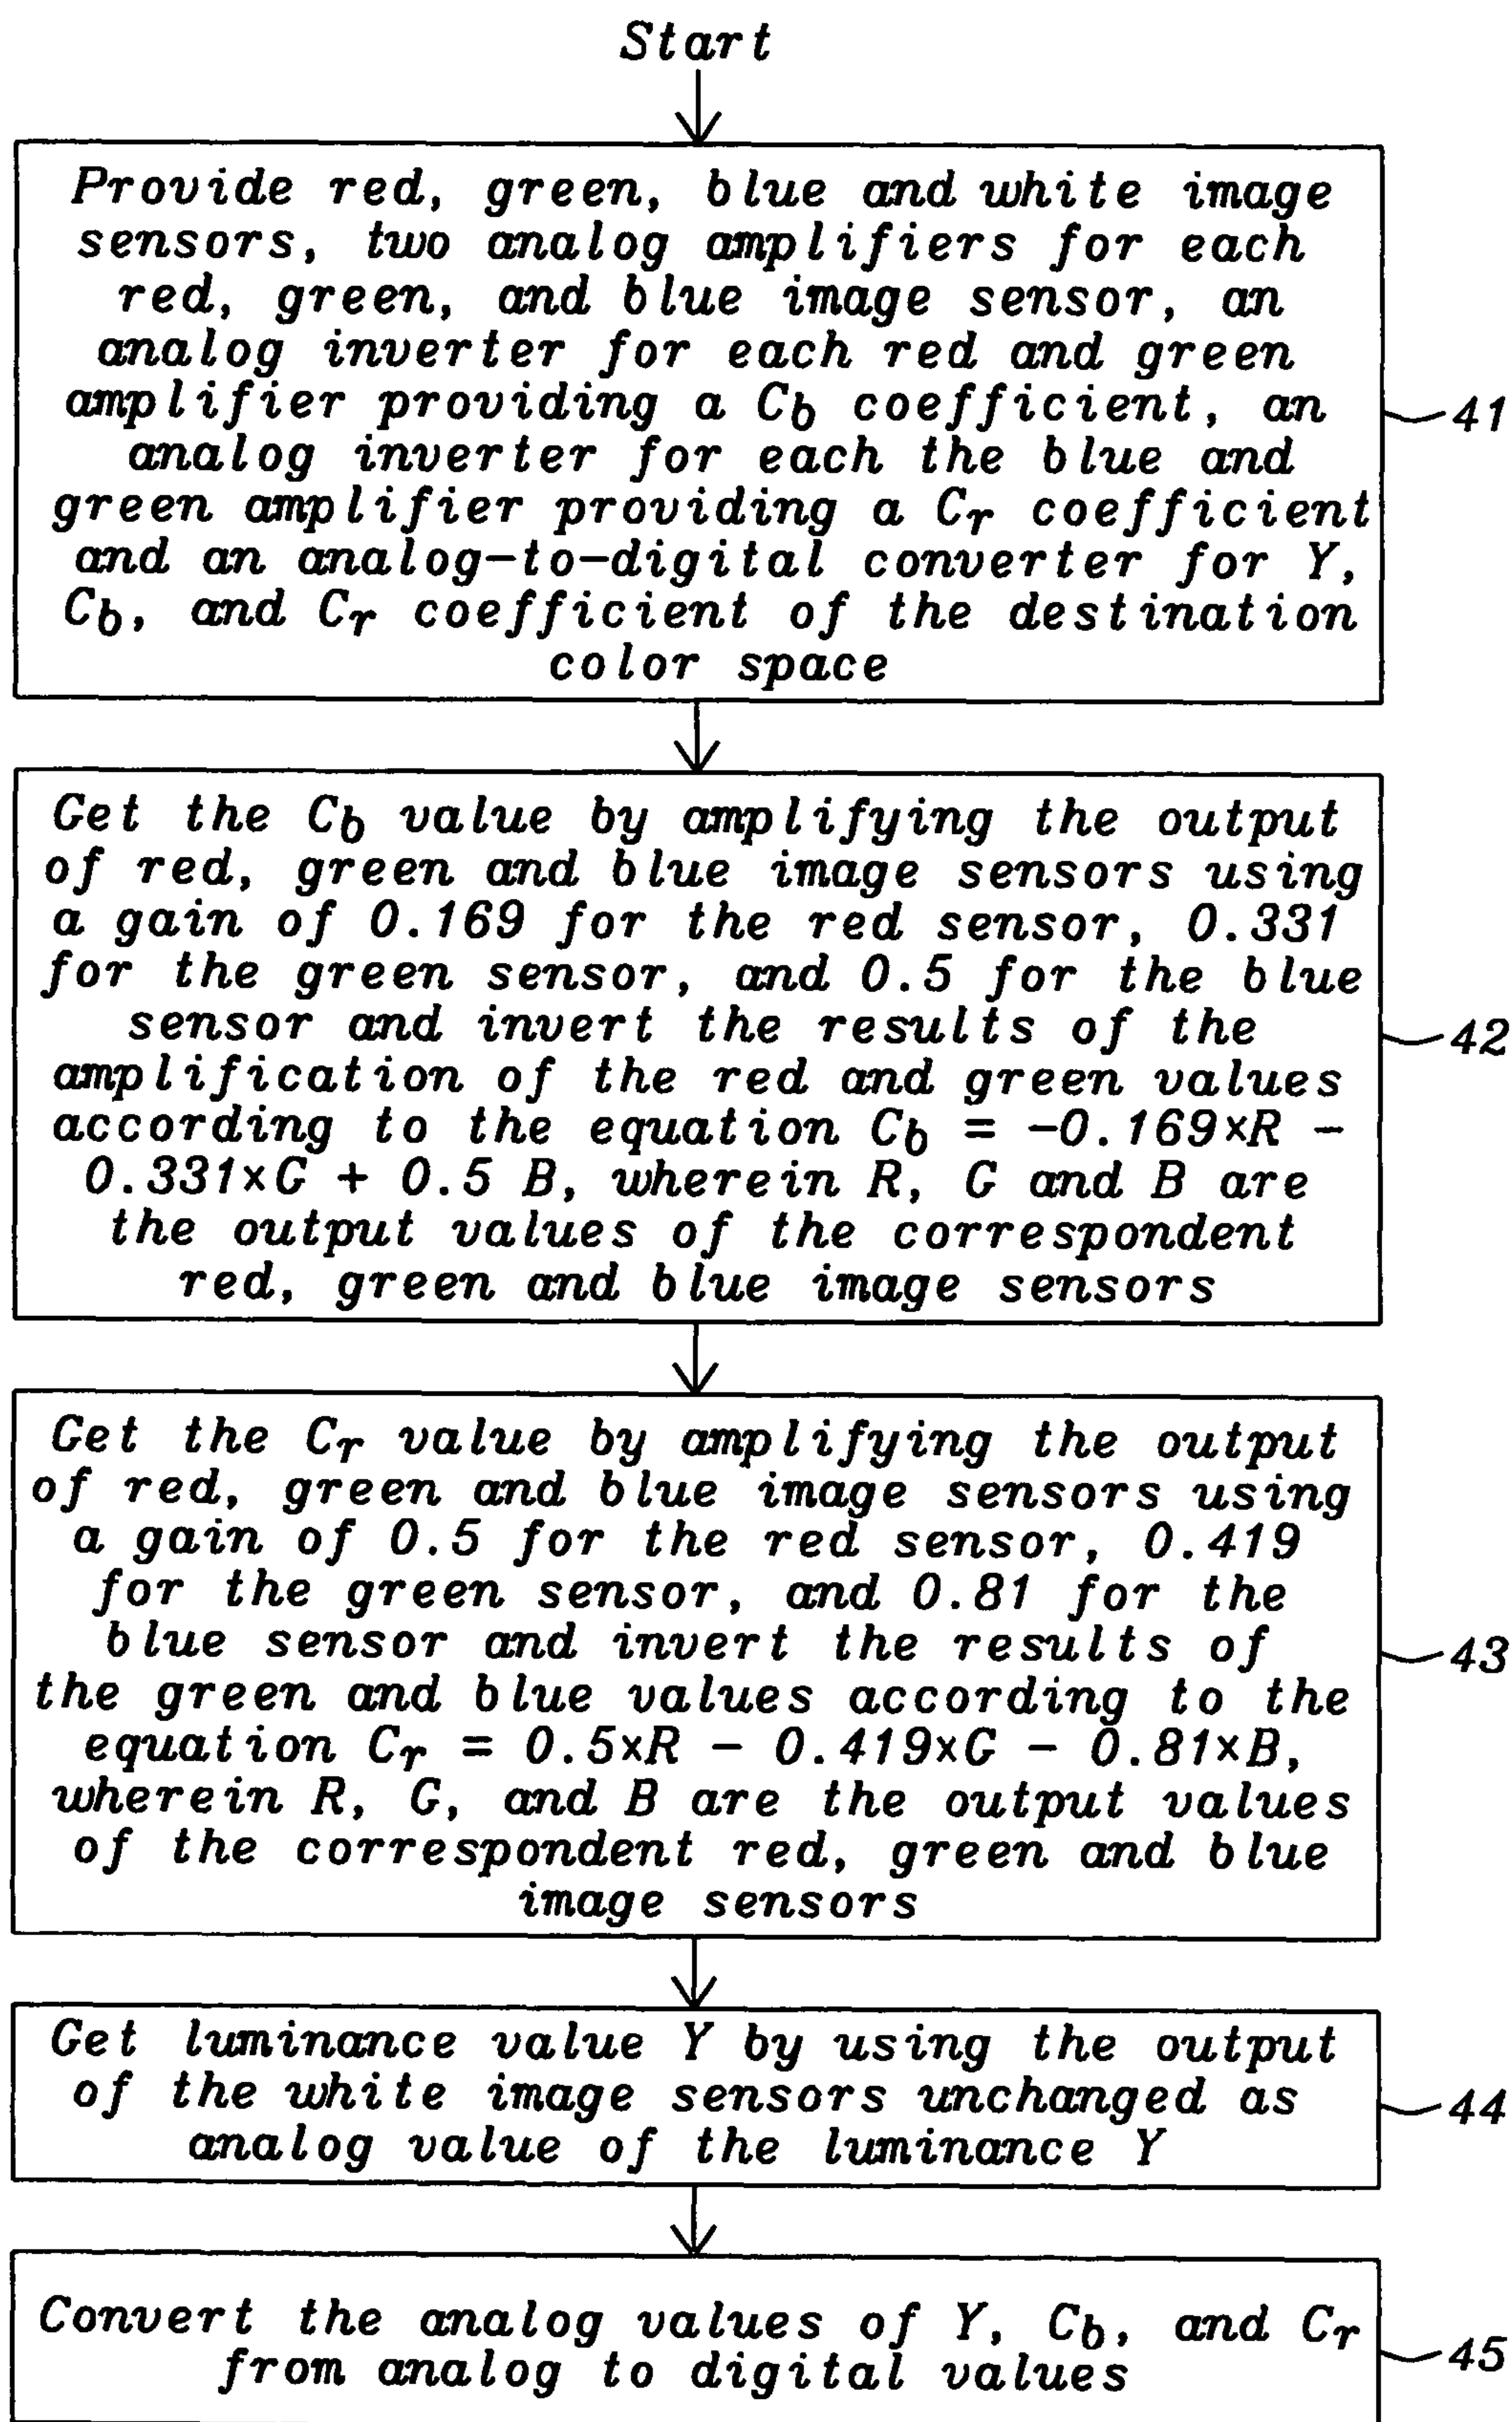 Start
Provide red, green, blue and white image
sensors, two analog amplifiers for each
red, green, and blue image sensor, an
analog inverter for each red and green
amplifier providing a Cb coefficient, an
analog inverter for each the blue and
green amplifier providing a Cr coefficient
and an analog-to-digital converter for Y,
Cb, and Cr coefficient of the destination
color space
41
Get the Cb value by amplifying the output
of red, green and blue image sensors using
a gain of 0.169 for the red sensor, 0.331
for the green sensor, and 0.5 for the blue
sensor and invert the results of the
amplification of the red and green values
according to the equation Cb = -0.169×R -
0.331×G + 0.5 B, wherein R, G and B are
the output values of the correspondent
red, green and blue image sensors
42
Get the Cr value by amplifying the output
of red, green and blue image sensors using
a gain of 0.5 for the red sensor, 0.419
for the green sensor, and 0.81 for the
blue sensor and invert the results of
the green and blue values according to the
equation Cr = 0.5×R - 0.419×G - 0.81×B,
wherein R, G, and B are the output values
of the correspondent red, green and blue
image sensors
43
Get luminance value Y by using the output
of the white image sensors unchanged as
analog value of the luminance Y
44
Convert the analog values of Y, Cb, and Cr
from analog to digital values
45